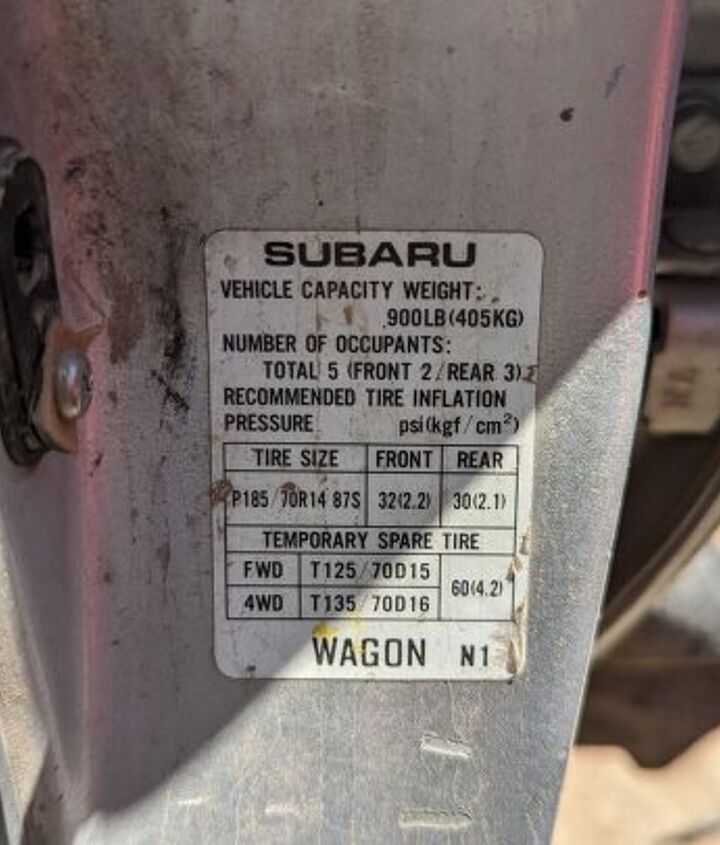 SUBARU
VEHICLE CAPACITY WEIGHT:
900LB(405KG)
NUMBER OF OCCUPANTS:
TOTAL 5 (FRONT 2/REAR 3)
RECOMMENDED TIRE INFLATION
PRESSURE psi(kgf/cm²)
TIRE SIZE FRONT REAR
P185/70R14 87S 32(2.2) 30(2.1)
TEMPORARY SPARE TIRE
FWD T125/70D15 60(4.2)
4WD T135/70D16
WAGON N1